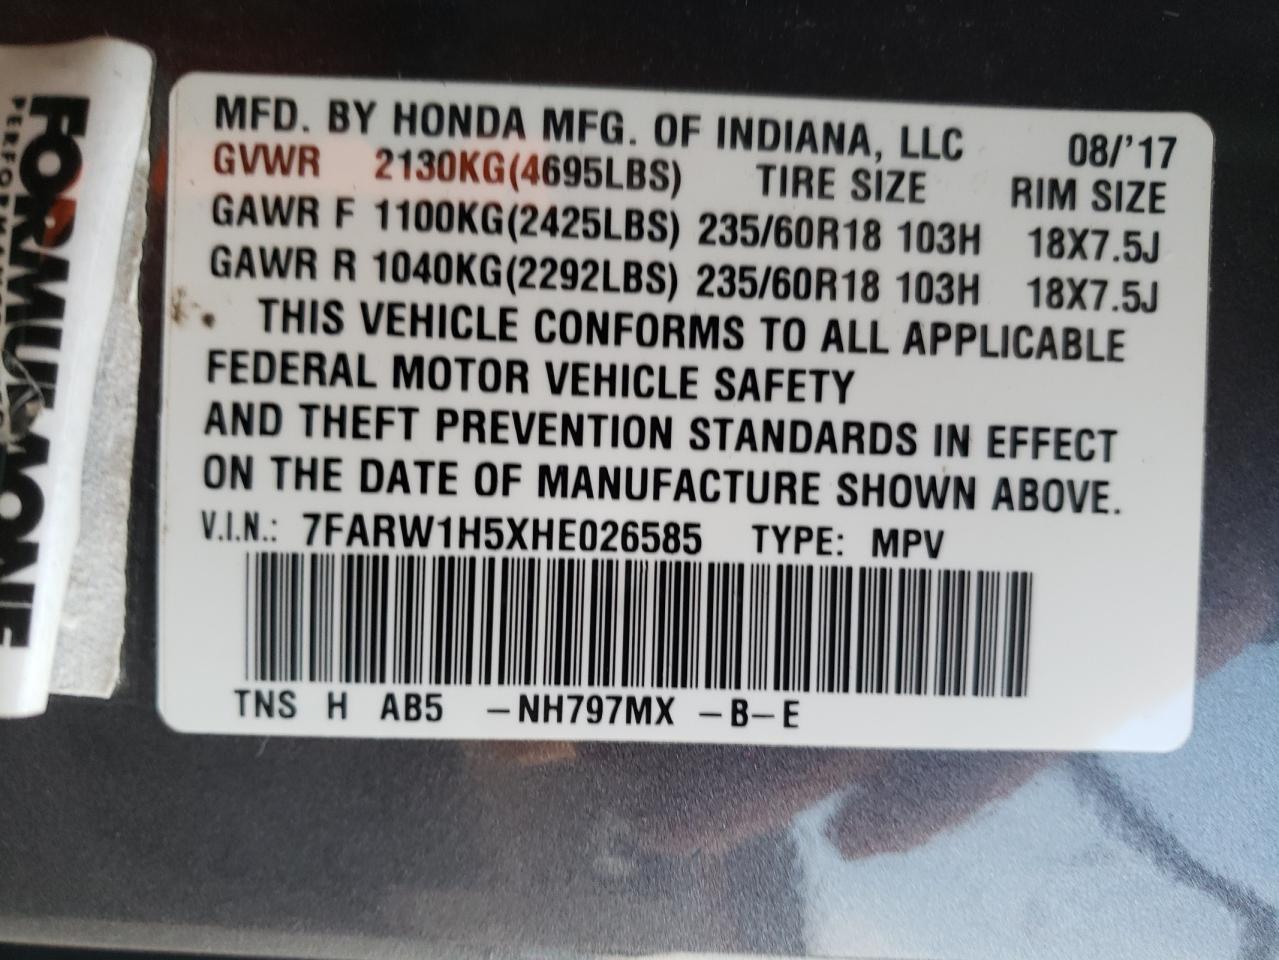 MFD. BY HONDA MFG. OF INDIANA, LLC 08/'17
GVWR 2130KG(4695LBS) TIRE SIZE RIM SIZE
GAWR F 1100KG(2425LBS) 235/60R18 103H 18X7.5J
GAWR R 1040KG(2292LBS) 235/60R18 103H 18X7.5J
THIS VEHICLE CONFORMS TO ALL APPLICABLE
FEDERAL MOTOR VEHICLE SAFETY
AND THEFT PREVENTION STANDARDS IN EFFECT
ON THE DATE OF MANUFACTURE SHOWN ABOVE.
V.I.N.: 7FARW1H5XHE026585 TYPE: MPV
TNS H AB5 -NH797MX -B-E
FORMULA ONE